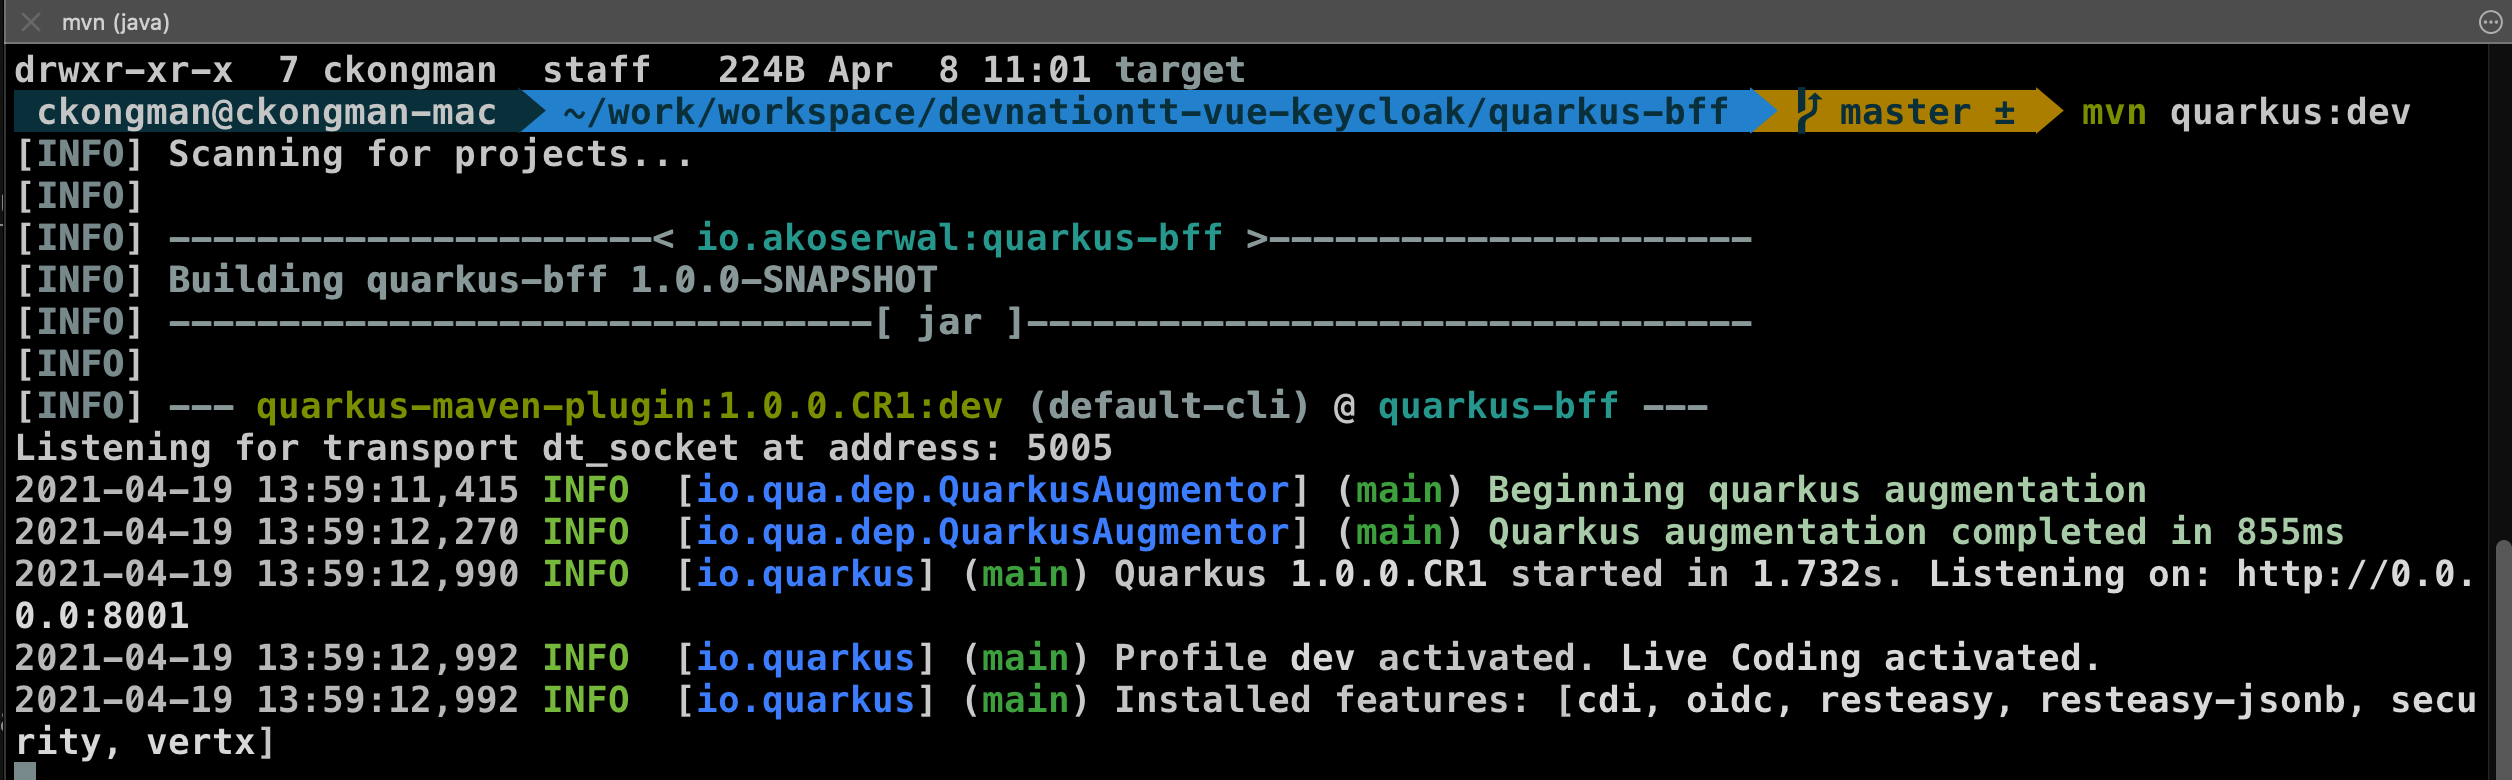 mvn (java)
drwxr-xr-x  7 ckongman  staff   224B Apr  8 11:01 target
ckongman@ckongman-mac ~/work/workspace/devnationtt-vue-keycloak/quarkus-bff master ± mvn quarkus:dev
[INFO] Scanning for projects...
[INFO]
[INFO] ----------------------< io.akoserwal:quarkus-bff >----------------------
[INFO] Building quarkus-bff 1.0.0-SNAPSHOT
[INFO] --------------------------------[ jar ]---------------------------------
[INFO]
[INFO] --- quarkus-maven-plugin:1.0.0.CR1:dev (default-cli) @ quarkus-bff ---
Listening for transport dt_socket at address: 5005
2021-04-19 13:59:11,415 INFO  [io.qua.dep.QuarkusAugmentor] (main) Beginning quarkus augmentation
2021-04-19 13:59:12,270 INFO  [io.qua.dep.QuarkusAugmentor] (main) Quarkus augmentation completed in 855ms
2021-04-19 13:59:12,990 INFO  [io.quarkus] (main) Quarkus 1.0.0.CR1 started in 1.732s. Listening on: http://0.0.
0.0:8001
2021-04-19 13:59:12,992 INFO  [io.quarkus] (main) Profile dev activated. Live Coding activated.
2021-04-19 13:59:12,992 INFO  [io.quarkus] (main) Installed features: [cdi, oidc, resteasy, resteasy-jsonb, secu
rity, vertx]